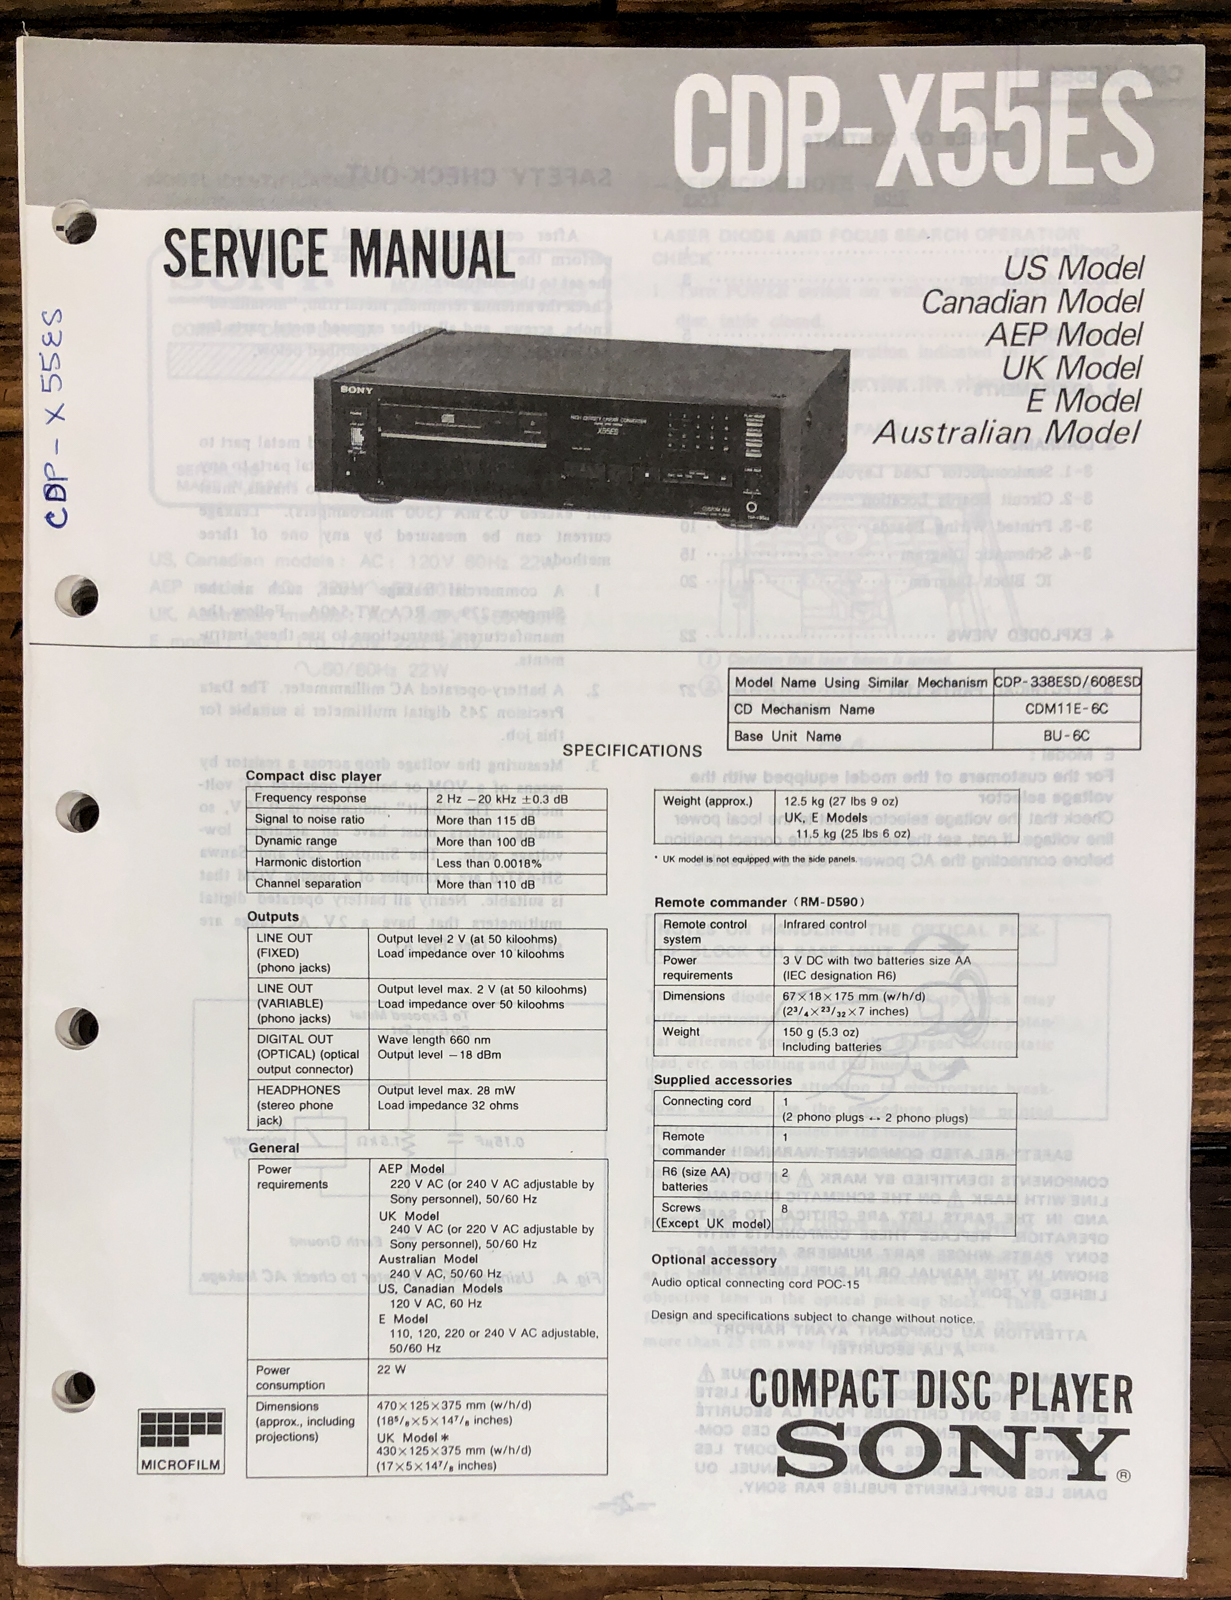 CDP-X55ES
SERVICE MANUAL
US Model
Canadian Model
AEP Model
UK Model
E Model
Australian Model
CDP-X55ES
SONY
X55ES
Model Name Using Similar Mechanism CDP-338ESD/608ESD
CD Mechanism Name CDM11E-6C
Base Unit Name BU-6C
SPECIFICATIONS
Compact disc player
Frequency response 2 Hz – 20 kHz ±0.3 dB
Signal to noise ratio More than 115 dB
Dynamic range More than 100 dB
Harmonic distortion Less than 0.0018%
Channel separation More than 110 dB
Outputs
LINE OUT Output level 2 V (at 50 kiloohms)
(FIXED) Load impedance over 10 kiloohms
(phono jacks)
LINE OUT Output level max. 2 V (at 50 kiloohms)
(VARIABLE) Load impedance over 50 kiloohms
(phono jacks)
DIGITAL OUT Wave length 660 nm
(OPTICAL) (optical Output level –18 dBm
output connector)
HEADPHONES Output level max. 28 mW
(stereo phone Load impedance 32 ohms
jack)
General
Power AEP Model
requirements 220 V AC (or 240 V AC adjustable by
Sony personnel), 50/60 Hz
UK Model
240 V AC (or 220 V AC adjustable by
Sony personnel), 50/60 Hz
Australian Model
240 V AC, 50/60 Hz
US, Canadian Models
120 V AC, 60 Hz
E Model
110, 120, 220 or 240 V AC adjustable,
50/60 Hz
Power 22 W
consumption
Dimensions 470×125×375 mm (w/h/d)
(approx., including (18⁵/₈×5×14⁷/₈ inches)
projections) UK Model *
430×125×375 mm (w/h/d)
(17×5×14⁷/₈ inches)
Weight (approx.) 12.5 kg (27 lbs 9 oz)
UK, E Models
11.5 kg (25 lbs 6 oz)
* UK model is not equipped with the side panels.
Remote commander (RM-D590)
Remote control Infrared control
system
Power 3 V DC with two batteries size AA
requirements (IEC designation R6)
Dimensions 67×18×175 mm (w/h/d)
(2³/₄×²³/₃₂×7 inches)
Weight 150 g (5.3 oz)
Including batteries
Supplied accessories
Connecting cord 1
(2 phono plugs ↔ 2 phono plugs)
Remote 1
commander
R6 (size AA) 2
batteries
Screws 8
(Except UK model)
Optional accessory
Audio optical connecting cord POC-15
Design and specifications subject to change without notice.
MICROFILM
COMPACT DISC PLAYER
SONY®